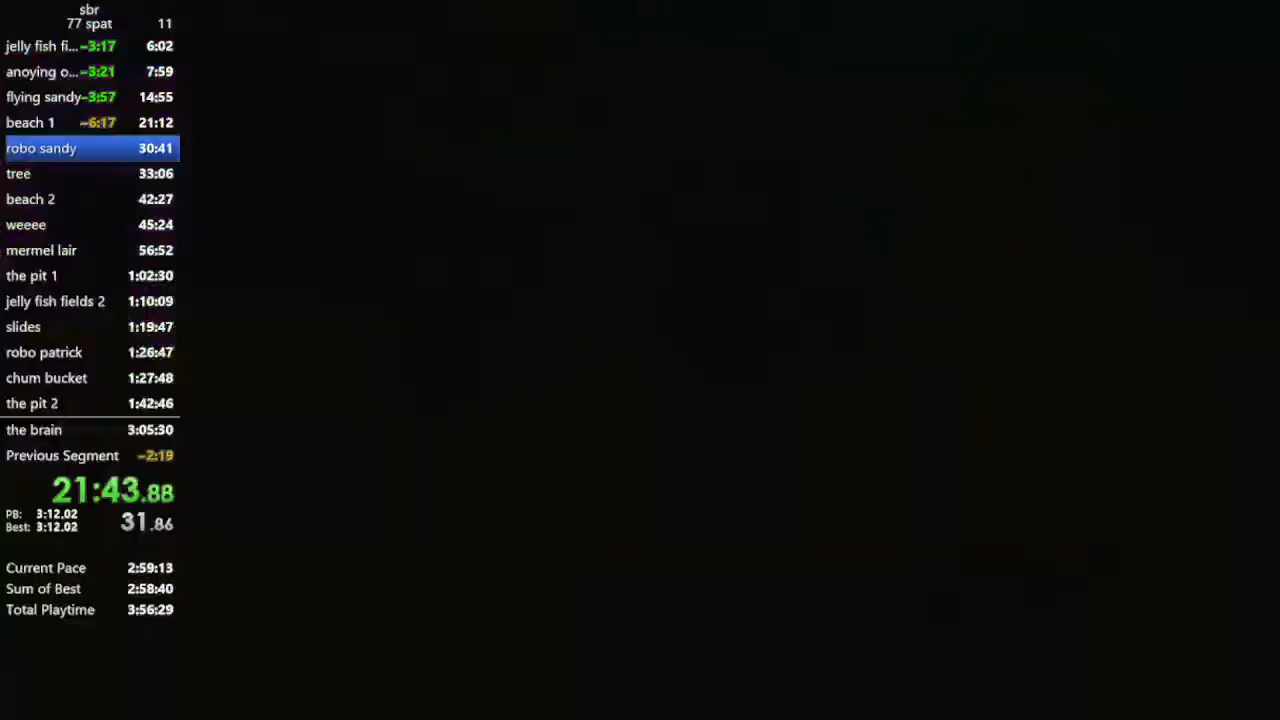 sbr
77 spat 11
jelly fish fi... −3:17 6:02
anoying o... −3:21 7:59
flying sandy −3:57 14:55
beach 1 −6:17 21:12
robo sandy 30:41
tree 33:06
beach 2 42:27
weeee 45:24
mermel lair 56:52
the pit 1 1:02:30
jelly fish fields 2 1:10:09
slides 1:19:47
robo patrick 1:26:47
chum bucket 1:27:48
the pit 2 1:42:46
the brain 3:05:30
Previous Segment −2:19
21:43.88
PB: 3:12.02
Best: 3:12.02
31.86
Current Pace 2:59:13
Sum of Best 2:58:40
Total Playtime 3:56:29